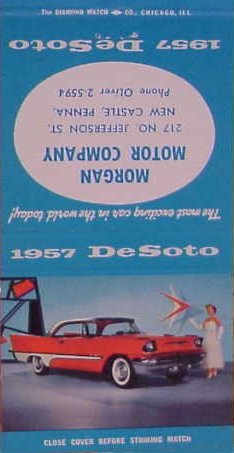 The DIAMOND MATCH CO., CHICAGO, ILL.
1957 DeSoto
The most exciting car in the world today!
MORGAN
MOTOR COMPANY
217 NO. JEFFERSON ST.
NEW CASTLE, PENNA.
Phone Oliver 2-5594
1957 DeSoto
CLOSE COVER BEFORE STRIKING MATCH